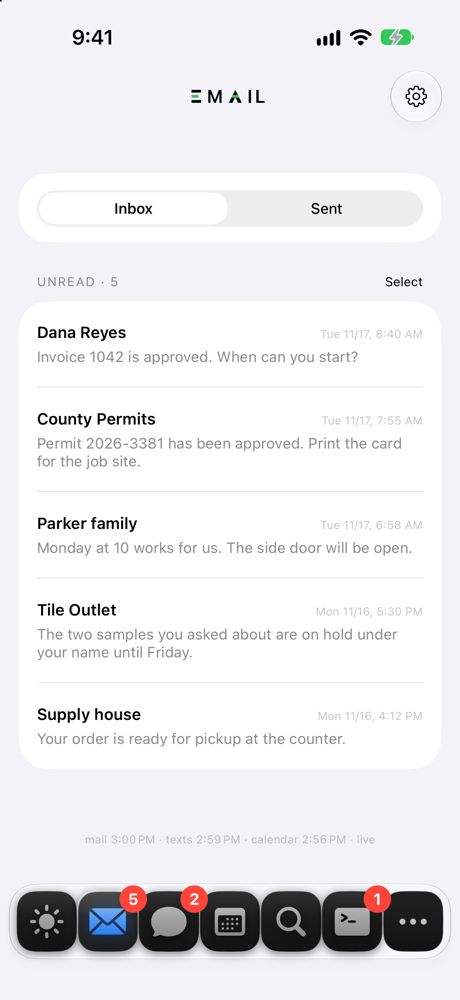 9:41
EMAIL
Inbox
Sent
UNREAD · 5
Select
Dana Reyes
Tue 11/17, 8:40 AM
Invoice 1042 is approved. When can you start?
County Permits
Tue 11/17, 7:55 AM
Permit 2026-3381 has been approved. Print the card
for the job site.
Parker family
Tue 11/17, 6:58 AM
Monday at 10 works for us. The side door will be open.
Tile Outlet
Mon 11/16, 5:30 PM
The two samples you asked about are on hold under
your name until Friday.
Supply house
Mon 11/16, 4:12 PM
Your order is ready for pickup at the counter.
mail 3:00 PM · texts 2:59 PM · calendar 2:56 PM · live
5
2
1